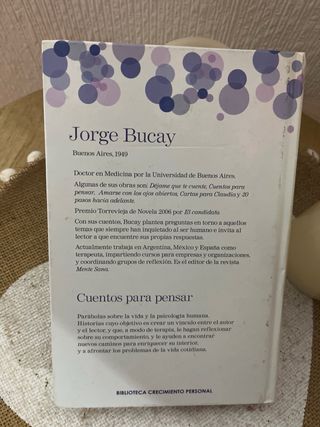 Jorge Bucay
Buenos Aires, 1949
Doctor en Medicina por la Universidad de Buenos Aires.
Algunas de sus obras son: Déjame que te cuente, Cuentos para
pensar, Amarse con los ojos abiertos, Cartas para Claudia y 20
pasos hacia adelante.
Premio Torrevieja de Novela 2006 por El candidato.
Con sus cuentos, Bucay plantea preguntas en torno a aquellos
temas que siempre han inquietado al ser humano e invita al
lector a que encuentre sus propias respuestas.
Actualmente trabaja en Argentina, México y España como
terapeuta, impartiendo cursos para empresas y organizaciones,
y coordinando grupos de reflexión. Es el editor de la revista
Mente Sana.
Cuentos para pensar
Parábolas sobre la vida y la psicología humana.
Historias cuyo objetivo es crear un vínculo entre el autor
y el lector, y que, a modo de terapia, le hagan reflexionar
sobre su comportamiento, y le ayuden a encontrar
nuevos caminos para enriquecer su interior,
y a afrontar los problemas de la vida cotidiana.
BIBLIOTECA CRECIMIENTO PERSONAL